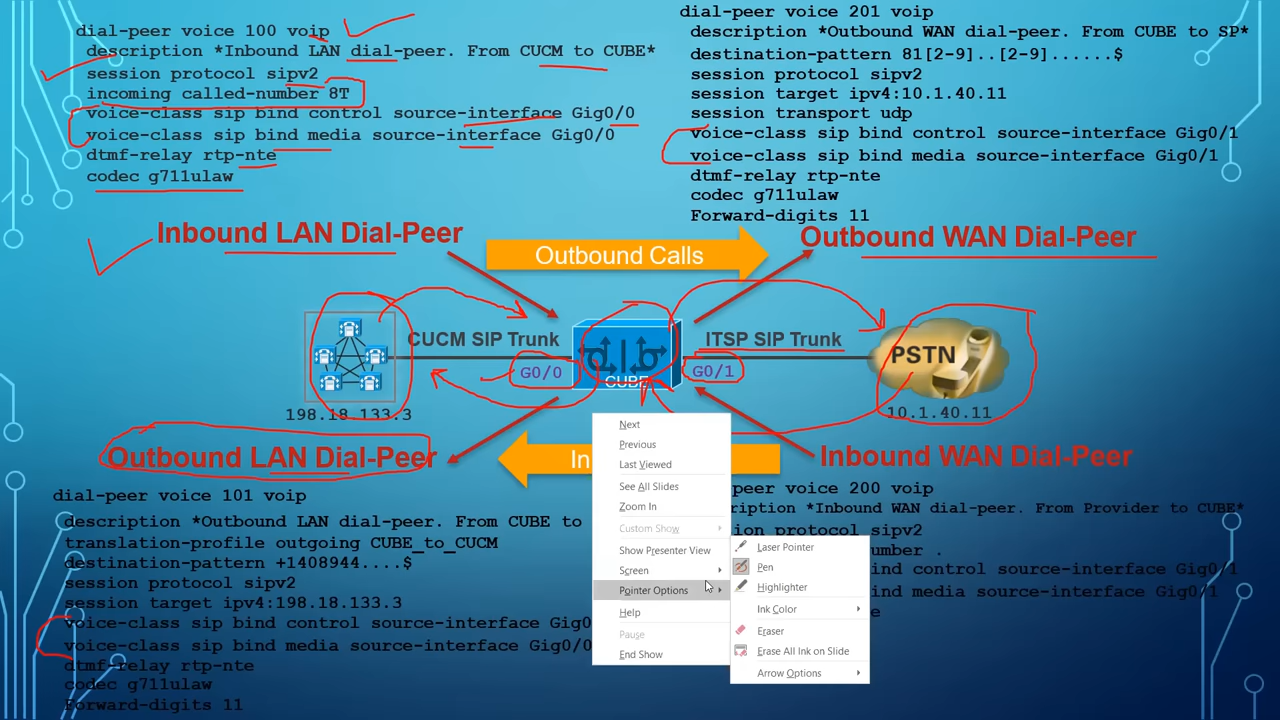 dial-peer voice 100 voip
description *Inbound LAN dial-peer. From CUCM to CUBE*
session protocol sipv2
incoming called-number 8T
voice-class sip bind control source-interface Gig0/0
voice-class sip bind media source-interface Gig0/0
dtmf-relay rtp-nte
codec g711ulaw
dial-peer voice 201 voip
description *Outbound WAN dial-peer. From CUBE to SP*
destination-pattern 81[2-9]..[2-9]......$
session protocol sipv2
session target ipv4:10.1.40.11
session transport udp
voice-class sip bind control source-interface Gig0/1
voice-class sip bind media source-interface Gig0/1
dtmf-relay rtp-nte
codec g711ulaw
Forward-digits 11
Inbound LAN Dial-Peer
Outbound Calls
Outbound WAN Dial-Peer
CUCM SIP Trunk
ITSP SIP Trunk
PSTN
G0/0
CUBE
G0/1
198.18.133.3
10.1.40.11
Outbound LAN Dial-Peer
In
Inbound WAN Dial-Peer
dial-peer voice 101 voip
description *Outbound LAN dial-peer. From CUBE to
translation-profile outgoing CUBE_to_CUCM
destination-pattern +1408944....$
session protocol sipv2
session target ipv4:198.18.133.3
voice-class sip bind control source-interface Gig0
voice-class sip bind media source-interface Gig0/0
dtmf-relay rtp-nte
codec g711ulaw
Forward-digits 11
peer voice 200 voip
ription *Inbound WAN dial-peer. From Provider to CUBE*
ion protocol sipv2
number .
bind control source-interface Gig0/1
bind media source-interface Gig0/1
Next
Previous
Last Viewed
See All Slides
Zoom In
Custom Show
Show Presenter View
Screen
Pointer Options
Help
Pause
End Show
Laser Pointer
Pen
Highlighter
Ink Color
Eraser
Erase All Ink on Slide
Arrow Options